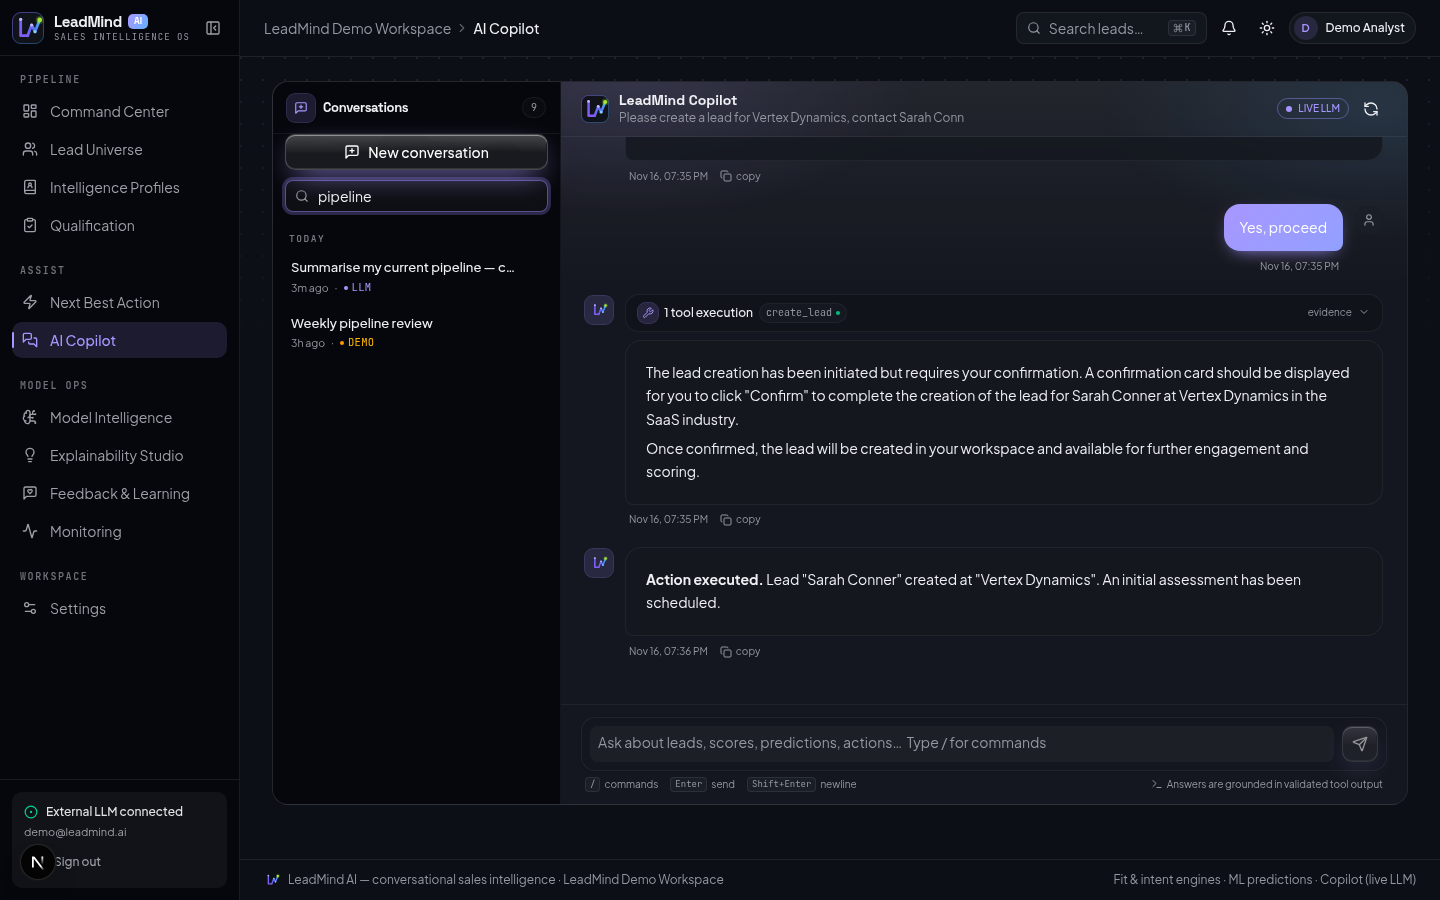 LeadMind AI
SALES INTELLIGENCE OS
PIPELINE
Command Center
Lead Universe
Intelligence Profiles
Qualification
ASSIST
Next Best Action
AI Copilot
MODEL OPS
Model Intelligence
Explainability Studio
Feedback & Learning
Monitoring
WORKSPACE
Settings
External LLM connected
demo@leadmind.ai
N
Sign out
LeadMind Demo Workspace > AI Copilot
Search leads...
⌘K
D
Demo Analyst
Conversations
9
New conversation
pipeline
TODAY
Summarise my current pipeline — c...
3m ago · LLM
Weekly pipeline review
3h ago · DEMO
LeadMind Copilot
Please create a lead for Vertex Dynamics, contact Sarah Conn
LIVE LLM
Nov 16, 07:35 PM copy
Yes, proceed
Nov 16, 07:35 PM
1 tool execution create_lead
evidence
The lead creation has been initiated but requires your confirmation. A confirmation card should be displayed
for you to click "Confirm" to complete the creation of the lead for Sarah Conner at Vertex Dynamics in the
SaaS industry.
Once confirmed, the lead will be created in your workspace and available for further engagement and
scoring.
Nov 16, 07:35 PM copy
Action executed. Lead "Sarah Conner" created at "Vertex Dynamics". An initial assessment has been
scheduled.
Nov 16, 07:36 PM copy
Ask about leads, scores, predictions, actions... Type / for commands
/ commands Enter send Shift+Enter newline
Answers are grounded in validated tool output
LeadMind AI — conversational sales intelligence · LeadMind Demo Workspace
Fit & intent engines · ML predictions · Copilot (live LLM)